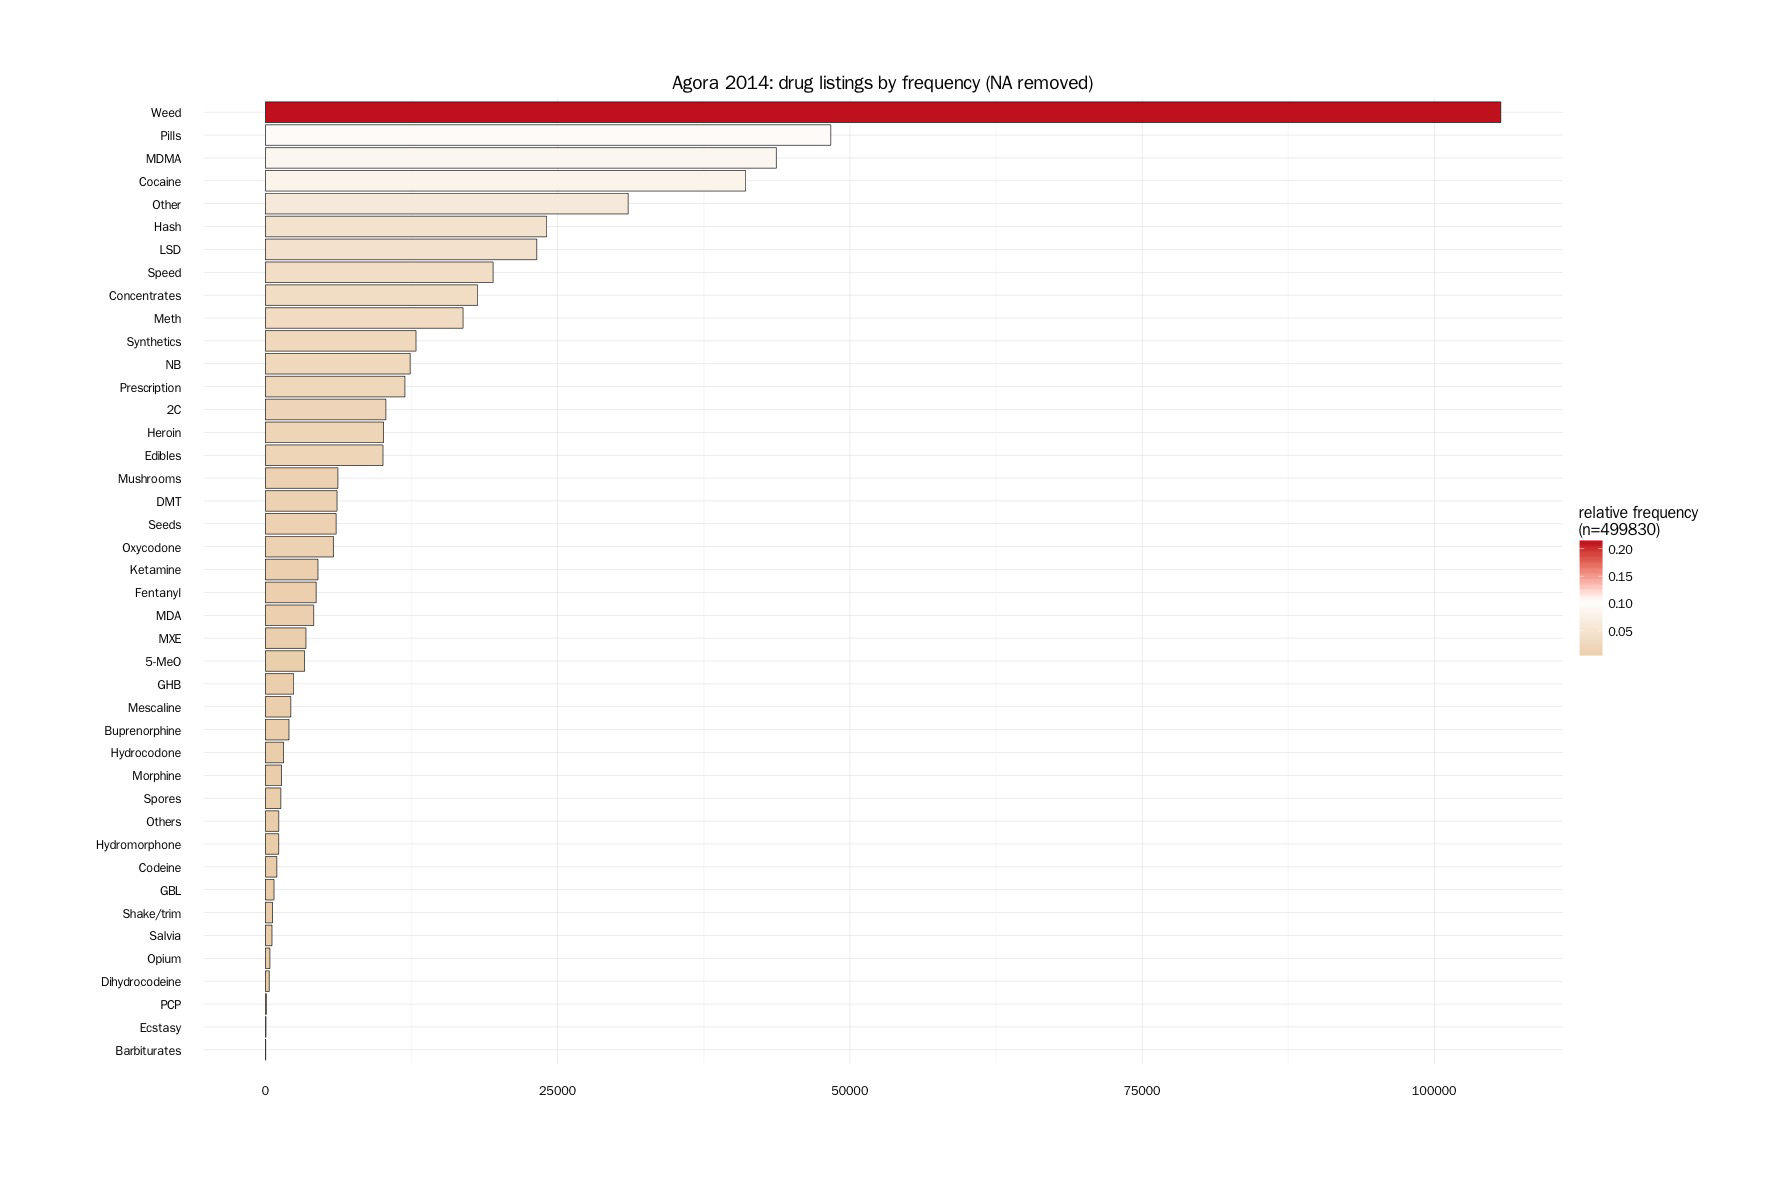 Agora 2014: drug listings by frequency (NA removed)
Weed
Pills
MDMA
Cocaine
Other
Hash
LSD
Speed
Concentrates
Meth
Synthetics
NB
Prescription
2C
Heroin
Edibles
Mushrooms
DMT
Seeds
Oxycodone
Ketamine
Fentanyl
MDA
MXE
5-MeO
GHB
Mescaline
Buprenorphine
Hydrocodone
Morphine
Spores
Others
Hydromorphone
Codeine
GBL
Shake/trim
Salvia
Opium
Dihydrocodeine
PCP
Ecstasy
Barbiturates
0 25000 50000 75000 100000
relative frequency
(n=499830)
0.20
0.15
0.10
0.05